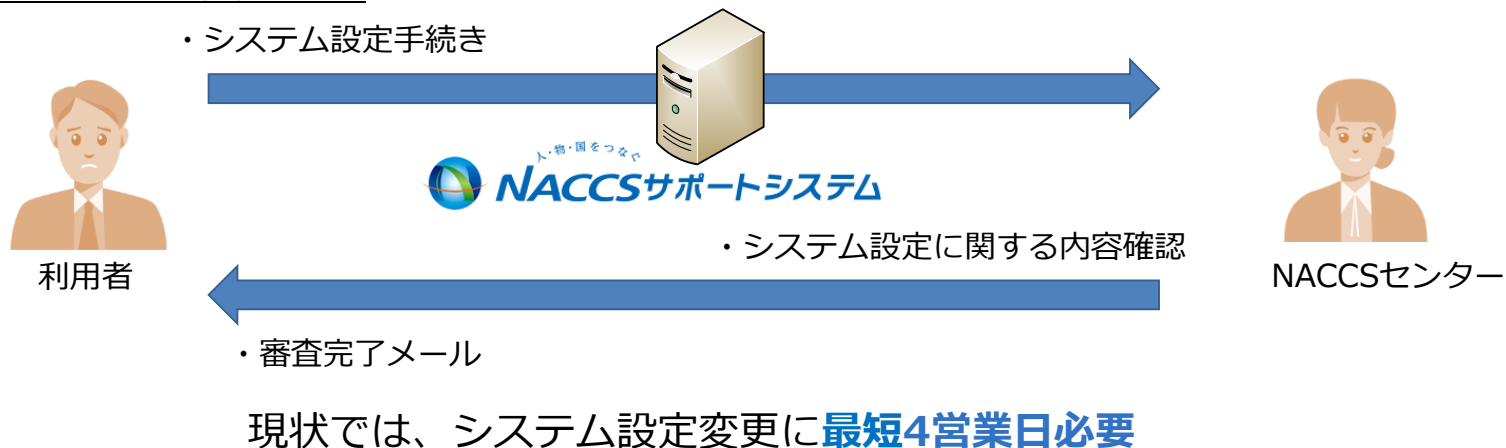 ・システム設定手続き
人・物・国をつなぐ
NACCSサポートシステム
・システム設定に関する内容確認
利用者
NACCSセンター
・審査完了メール
現状では、システム設定変更に最短4営業日必要